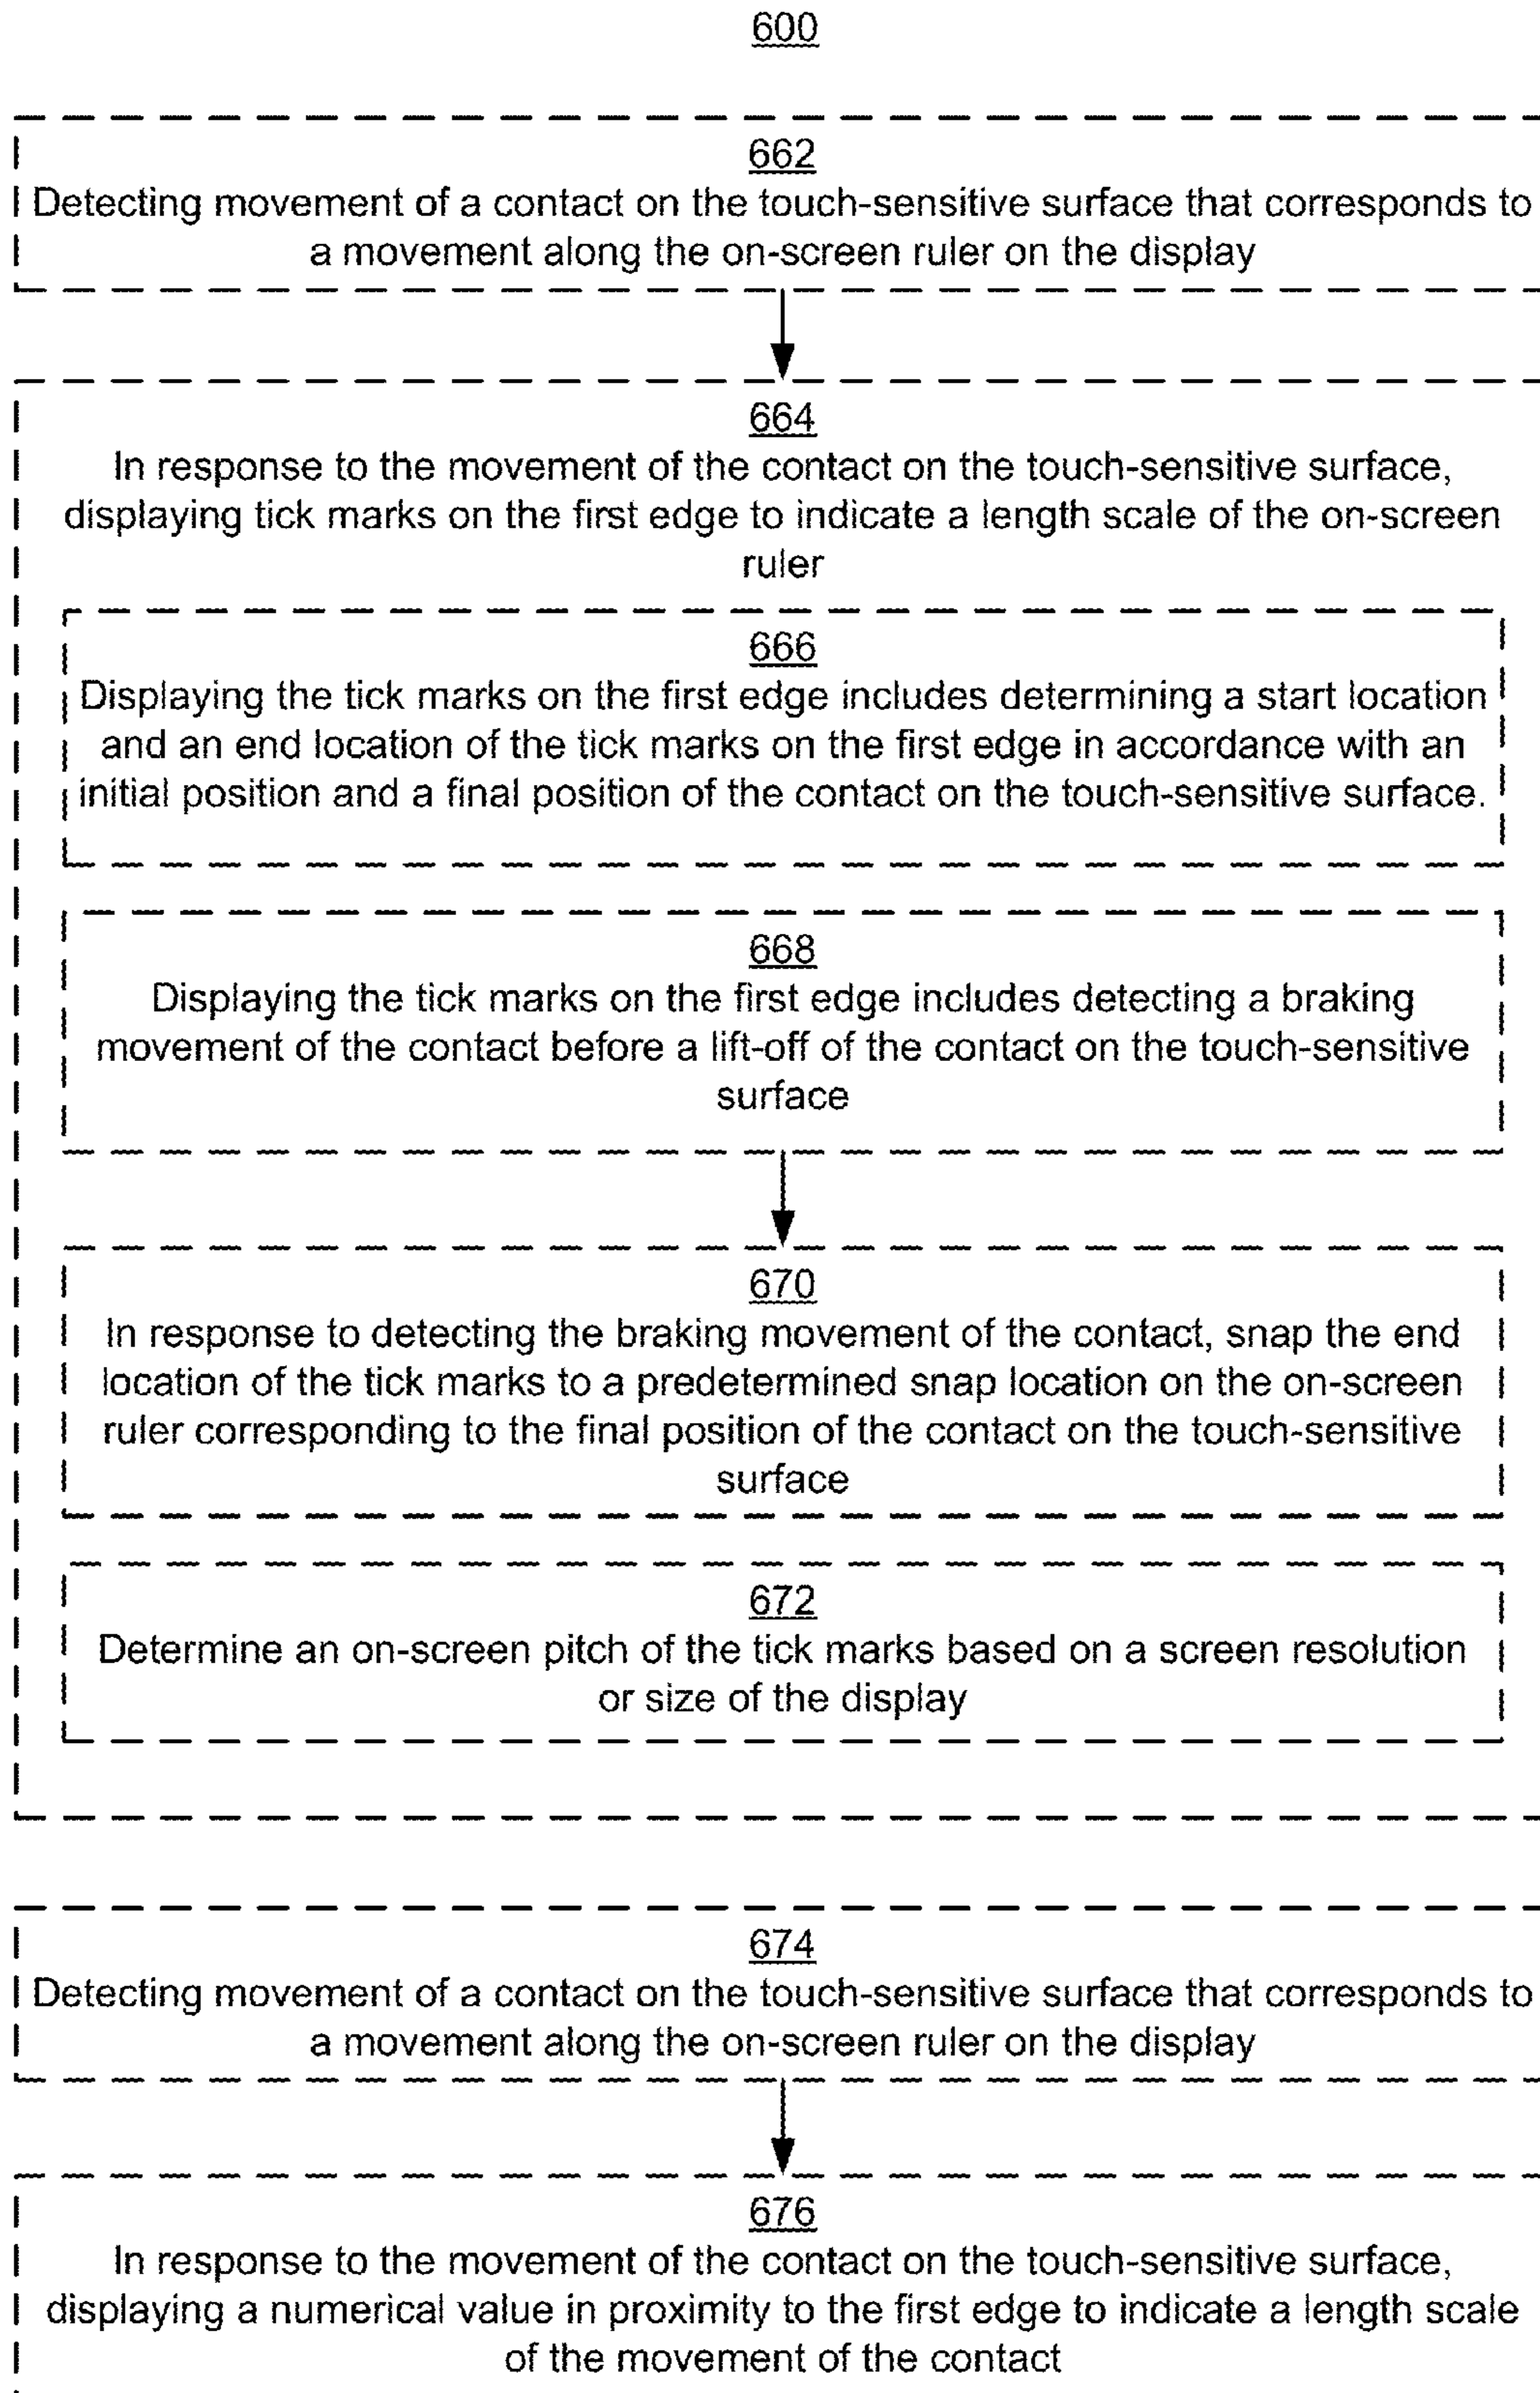 600
662
Detecting movement of a contact on the touch-sensitive surface that corresponds to
a movement along the on-screen ruler on the display
664
In response to the movement of the contact on the touch-sensitive surface,
displaying tick marks on the first edge to indicate a length scale of the on-screen
ruler
666
Displaying the tick marks on the first edge includes determining a start location
and an end location of the tick marks on the first edge in accordance with an
initial position and a final position of the contact on the touch-sensitive surface.
668
Displaying the tick marks on the first edge includes detecting a braking
movement of the contact before a lift-off of the contact on the touch-sensitive
surface
670
In response to detecting the braking movement of the contact, snap the end
location of the tick marks to a predetermined snap location on the on-screen
ruler corresponding to the final position of the contact on the touch-sensitive
surface
672
Determine an on-screen pitch of the tick marks based on a screen resolution
or size of the display
674
Detecting movement of a contact on the touch-sensitive surface that corresponds to
a movement along the on-screen ruler on the display
676
In response to the movement of the contact on the touch-sensitive surface,
displaying a numerical value in proximity to the first edge to indicate a length scale
of the movement of the contact